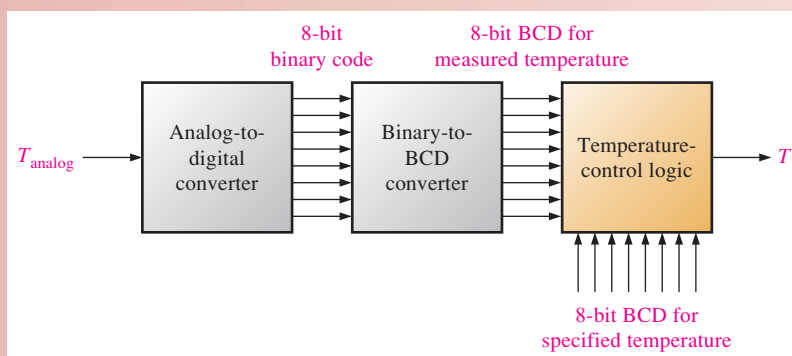 8-bit
binary code
8-bit BCD for
measured temperature
T analog
Analog-to-
digital
converter
Binary-to-
BCD
converter
Temperature-
control logic
T
8-bit BCD for
specified temperature